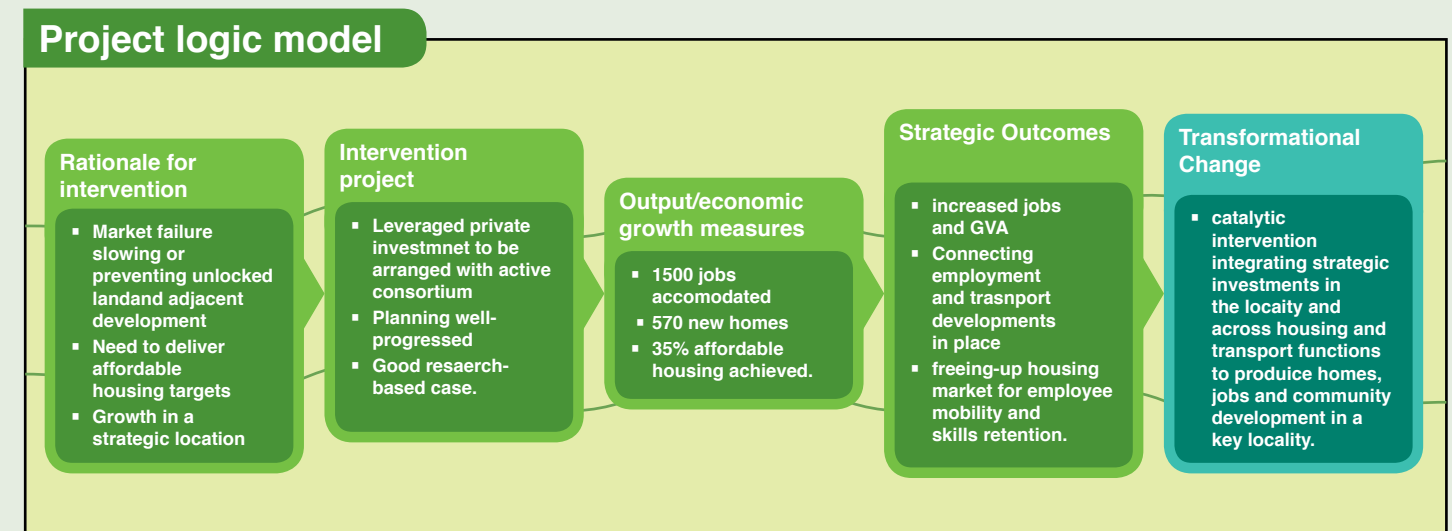 Project logic model
Rationale for
intervention
▪ Market failure
slowing or
preventing unlocked
landand adjacent
development
▪ Need to deliver
affordable
housing targets
▪ Growth in a
strategic location
Intervention
project
▪ Leveraged private
investmnet to be
arranged with active
consortium
▪ Planning well-
progressed
▪ Good resaerch-
based case.
Output/economic
growth measures
▪ 1500 jobs
accomodated
▪ 570 new homes
▪ 35% affordable
housing achieved.
Strategic Outcomes
▪ increased jobs
and GVA
▪ Connecting
employment
and trasnport
developments
in place
▪ freeing-up housing
market for employee
mobility and
skills retention.
Transformational
Change
▪ catalytic
intervention
integrating strategic
investments in
the locaity and
across housing and
transport functions
to produice homes,
jobs and community
development in a
key locality.